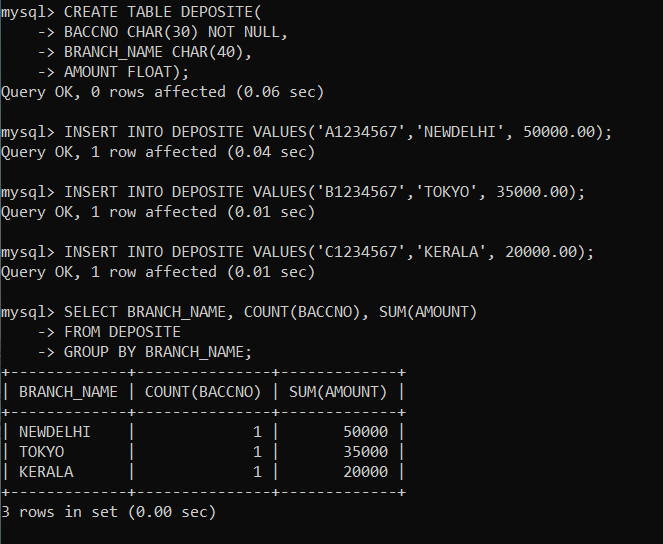 mysql> CREATE TABLE DEPOSITE(
    -> BACCNO CHAR(30) NOT NULL,
    -> BRANCH_NAME CHAR(40),
    -> AMOUNT FLOAT);
Query OK, 0 rows affected (0.06 sec)

mysql> INSERT INTO DEPOSITE VALUES('A1234567','NEWDELHI', 50000.00);
Query OK, 1 row affected (0.04 sec)

mysql> INSERT INTO DEPOSITE VALUES('B1234567','TOKYO', 35000.00);
Query OK, 1 row affected (0.01 sec)

mysql> INSERT INTO DEPOSITE VALUES('C1234567','KERALA', 20000.00);
Query OK, 1 row affected (0.01 sec)

mysql> SELECT BRANCH_NAME, COUNT(BACCNO), SUM(AMOUNT)
    -> FROM DEPOSITE
    -> GROUP BY BRANCH_NAME;
+-------------+---------------+-------------+
| BRANCH_NAME | COUNT(BACCNO) | SUM(AMOUNT) |
+-------------+---------------+-------------+
| NEWDELHI    |             1 |       50000 |
| TOKYO       |             1 |       35000 |
| KERALA      |             1 |       20000 |
+-------------+---------------+-------------+
3 rows in set (0.00 sec)